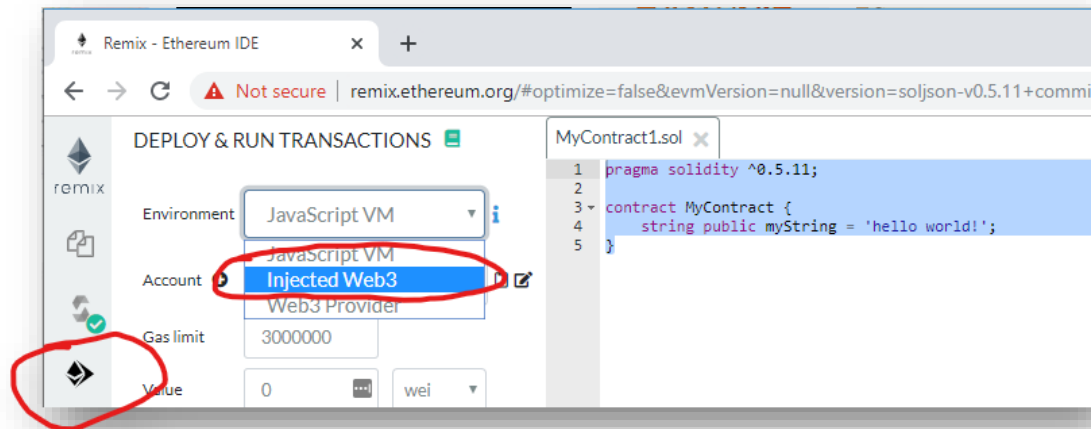 Remix - Ethereum IDE
Not secure | remix.ethereum.org/#optimize=false&evmVersion=null&version=soljson-v0.5.11+commi
remix
DEPLOY & RUN TRANSACTIONS
Environment JavaScript VM
JavaScript VM
Account Injected Web3
Web3 Provider
Gas limit 3000000
Value 0 wei
MyContract1.sol
1 pragma solidity ^0.5.11;
2
3 contract MyContract {
4 string public myString = 'hello world!';
5 }